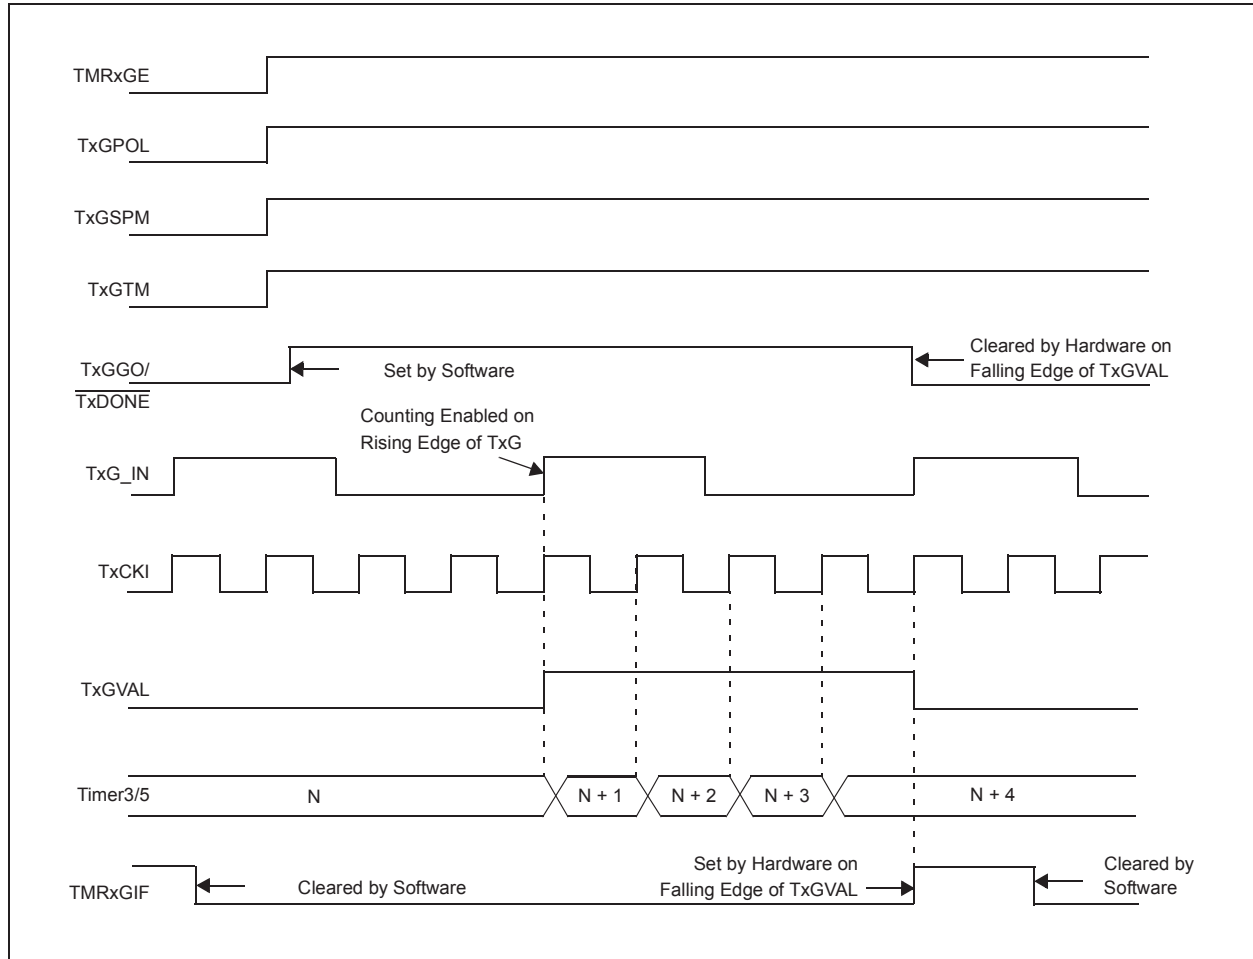 TMRxGE
TxGPOL
TxGSPM
TxGTM
TxGGO/
TxDONE
Set by Software
Cleared by Hardware on
Falling Edge of TxGVAL
Counting Enabled on
Rising Edge of TxG
TxG_IN
TxCKI
TxGVAL
Timer3/5
N
N + 1
N + 2
N + 3
N + 4
TMRxGIF
Cleared by Software
Set by Hardware on
Falling Edge of TxGVAL
Cleared by
Software